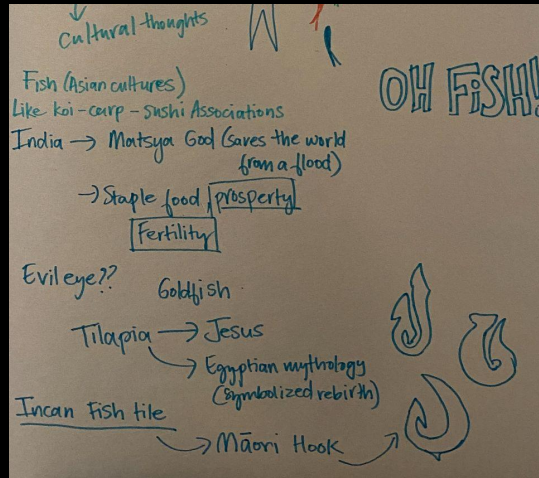 cultural thoughts
OH FiSH!
Fish (Asian cultures)
Like koi-carp - sushi Associations
India → Matsya God (saves the world
from a flood)
→ Staple food, prosperty
Fertility
Evil eye??
Goldfish
Tilapia → Jesus
→ Egyptian mythology
(symbolized rebirth)
Incan Fish tile
→ Māori Hook →